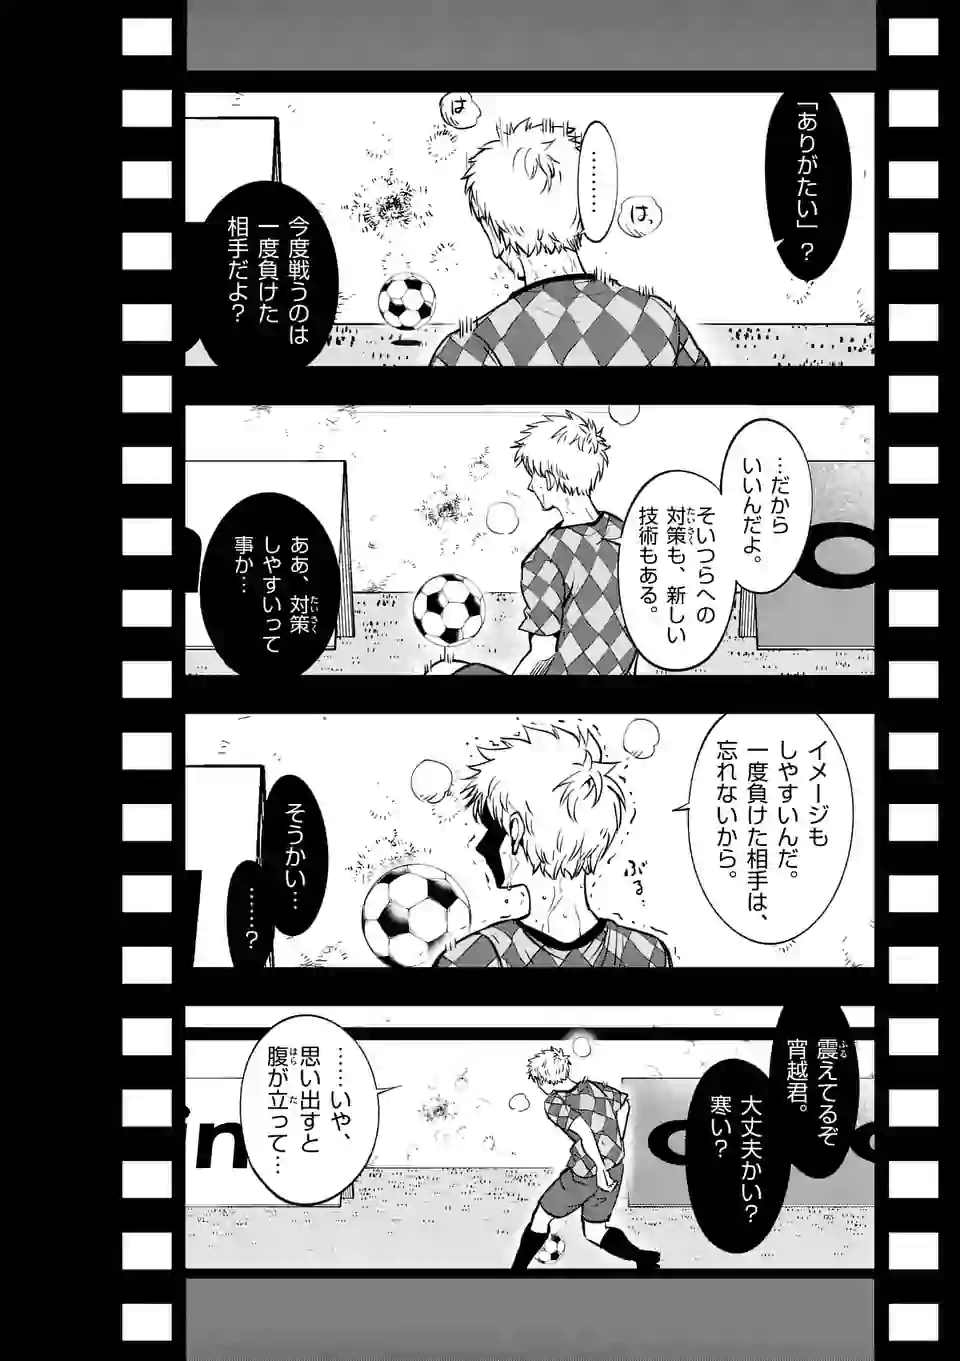 「ありがたい」?
………
は
はっ
今度戦うのは
一度負けた
相手だよ?
…だから
いいんだよ。
そいつらへの
対策も、新しい
技術もある。
ああ、対策
しやすいって
事か…
イメージも
しやすいんだ。
一度負けた相手は、
忘れないから。
ぶる…
そうかい…
……?
震えてるぞ
宵越君。
大丈夫かい?
寒い?
……いや、
思い出すと
腹が立って…
in